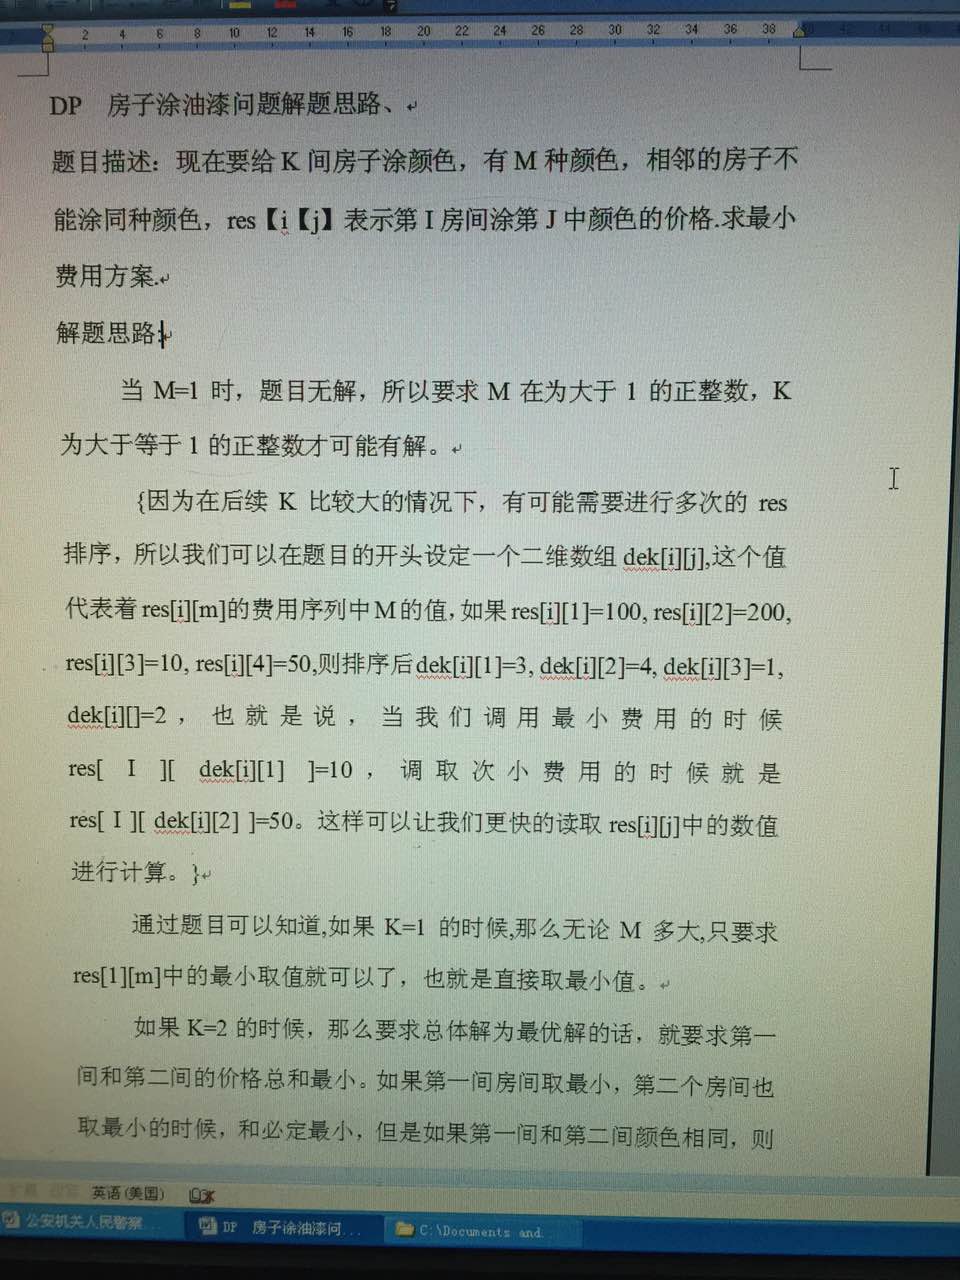 2 4 6 8 10 12 14 16 18 20 22 24 26 28 30 32 34 36 38
DP 房子涂油漆问题解题思路、
题目描述：现在要给 K 间房子涂颜色，有 M 种颜色，相邻的房子不
能涂同种颜色，res【i【j】表示第 I 房间涂第 J 中颜色的价格.求最小
费用方案.
解题思路:
当 M=1 时，题目无解，所以要求 M 在为大于 1 的正整数，K
为大于等于 1 的正整数才可能有解。
{因为在后续 K 比较大的情况下，有可能需要进行多次的 res
排序，所以我们可以在题目的开头设定一个二维数组 dek[i][j],这个值
代表着 res[i][m]的费用序列中 M 的值，如果 res[i][1]=100, res[i][2]=200,
res[i][3]=10, res[i][4]=50,则排序后 dek[i][1]=3, dek[i][2]=4, dek[i][3]=1,
dek[i][]=2 ， 也 就 是 说 ， 当 我 们 调 用 最 小 费 用 的 时 候
res[ I ][ dek[i][1] ]=10 ， 调 取 次 小 费 用 的 时 候 就 是
res[ I ][ dek[i][2] ]=50。这样可以让我们更快的读取 res[i][j]中的数值
进行计算。}
通过题目可以知道,如果 K=1 的时候,那么无论 M 多大,只要求
res[1][m]中的最小取值就可以了，也就是直接取最小值。
如果 K=2 的时候，那么要求总体解为最优解的话，就要求第一
间和第二间的价格总和最小。如果第一间房间取最小，第二个房间也
取最小的时候，和必定最小，但是如果第一间和第二间颜色相同，则
英语(美国)
公安机关人民警察...
DP 房子涂油漆问...
C:\Documents and...